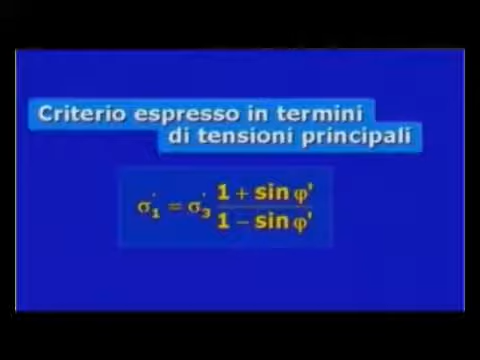 Criterio espresso in termini
di tensioni principali
σ'₁ = σ'₃ (1 + sin φ') / (1 − sin φ')